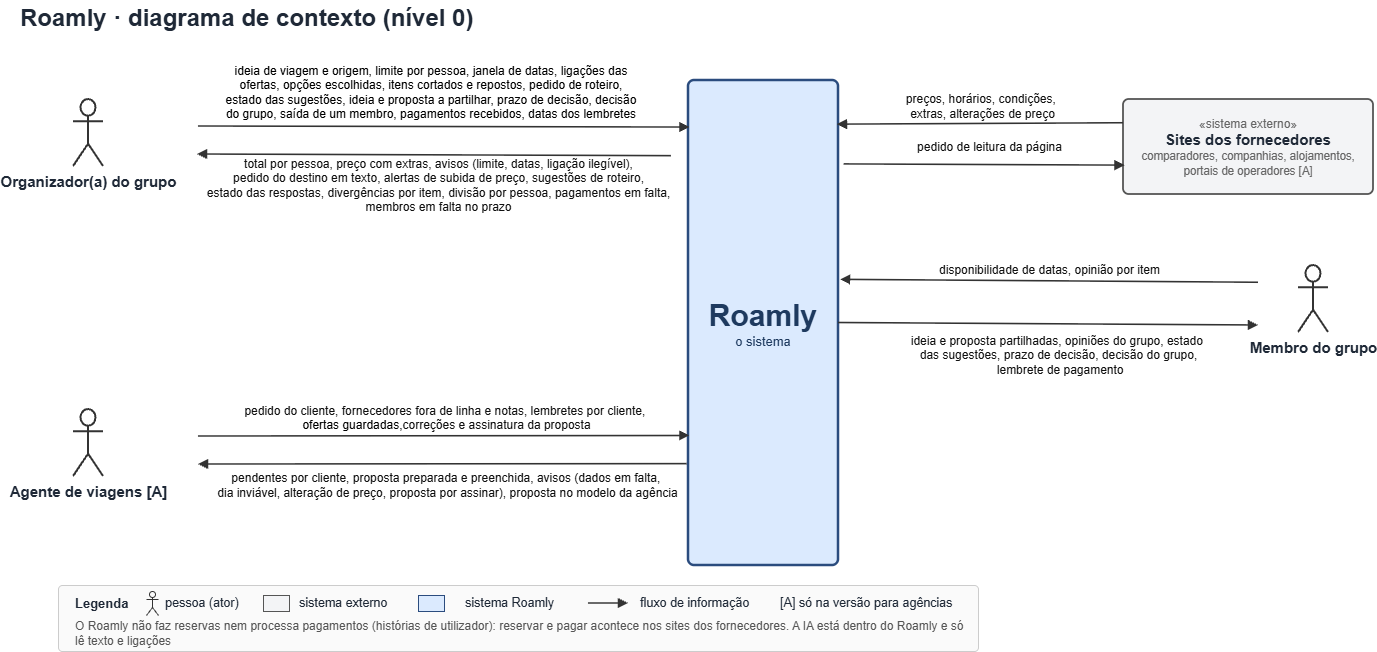 Roamly · diagrama de contexto (nível 0)
ideia de viagem e origem, limite por pessoa, janela de datas, ligações das
ofertas, opções escolhidas, itens cortados e repostos, pedido de roteiro,
estado das sugestões, ideia e proposta a partilhar, prazo de decisão, decisão
do grupo, saída de um membro, pagamentos recebidos, datas dos lembretes
Organizador(a) do grupo
total por pessoa, preço com extras, avisos (limite, datas, ligação ilegível),
pedido do destino em texto, alertas de subida de preço, sugestões de roteiro,
estado das respostas, divergências por item, divisão por pessoa, pagamentos em falta,
membros em falta no prazo
preços, horários, condições,
extras, alterações de preço
pedido de leitura da página
«sistema externo»
Sites dos fornecedores
comparadores, companhias, alojamentos,
portais de operadores [A]
Roamly
o sistema
disponibilidade de datas, opinião por item
Membro do grupo
ideia e proposta partilhadas, opiniões do grupo, estado
das sugestões, prazo de decisão, decisão do grupo,
lembrete de pagamento
pedido do cliente, fornecedores fora de linha e notas, lembretes por cliente,
ofertas guardadas,correções e assinatura da proposta
Agente de viagens [A]
pendentes por cliente, proposta preparada e preenchida, avisos (dados em falta,
dia inviável, alteração de preço, proposta por assinar), proposta no modelo da agência
Legenda pessoa (ator) sistema externo sistema Roamly fluxo de informação [A] só na versão para agências
O Roamly não faz reservas nem processa pagamentos (histórias de utilizador): reservar e pagar acontece nos sites dos fornecedores. A IA está dentro do Roamly e só
lê texto e ligações